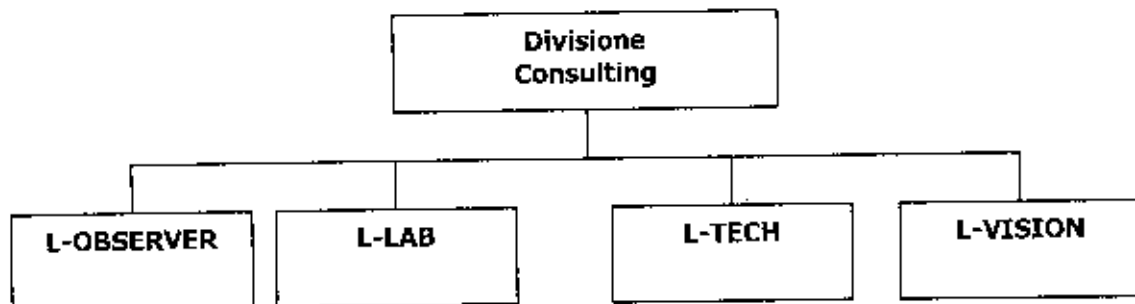 Divisione
Consulting
L-OBSERVER
L-LAB
L-TECH
L-VISION